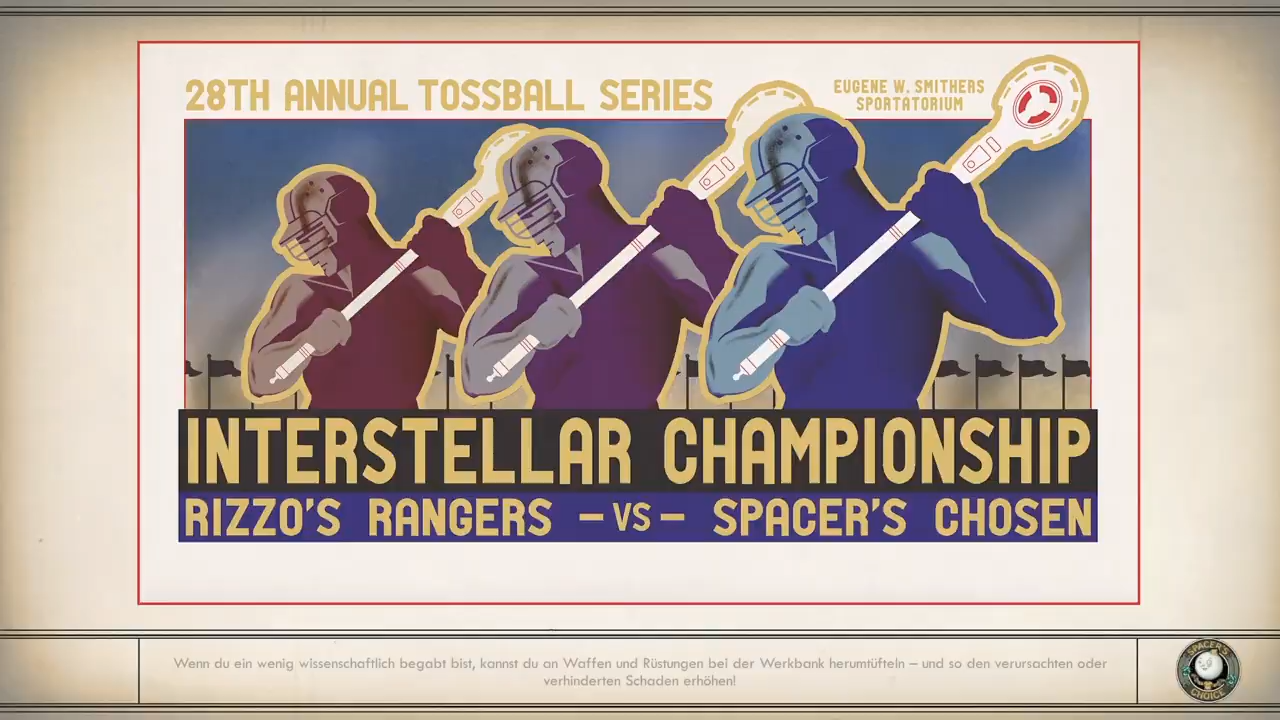 28TH ANNUAL TOSSBALL SERIES
EUGENE W. SMITHERS
SPORTATORIUM
INTERSTELLAR CHAMPIONSHIP
RIZZO'S RANGERS – VS – SPACER'S CHOSEN
Wenn du ein wenig wissenschaftlich begabt bist, kannst du an Waffen und Rüstungen bei der Werkbank herumtüfteln – und so den verursachten oder
verhinderten Schaden erhöhen!
SPACER'S
CHOICE